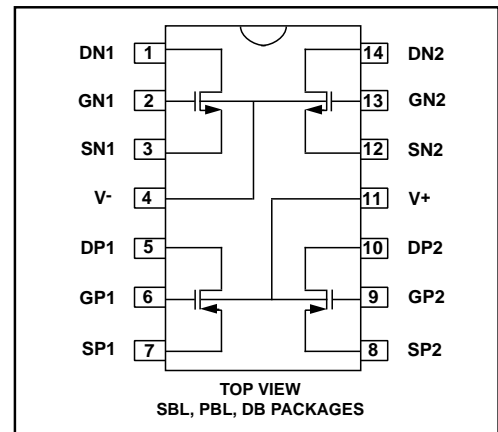 DN1 1 14 DN2
GN1 2 13 GN2
SN1 3 12 SN2
V- 4 11 V+
DP1 5 10 DP2
GP1 6 9 GP2
SP1 7 8 SP2
TOP VIEW
SBL, PBL, DB PACKAGES